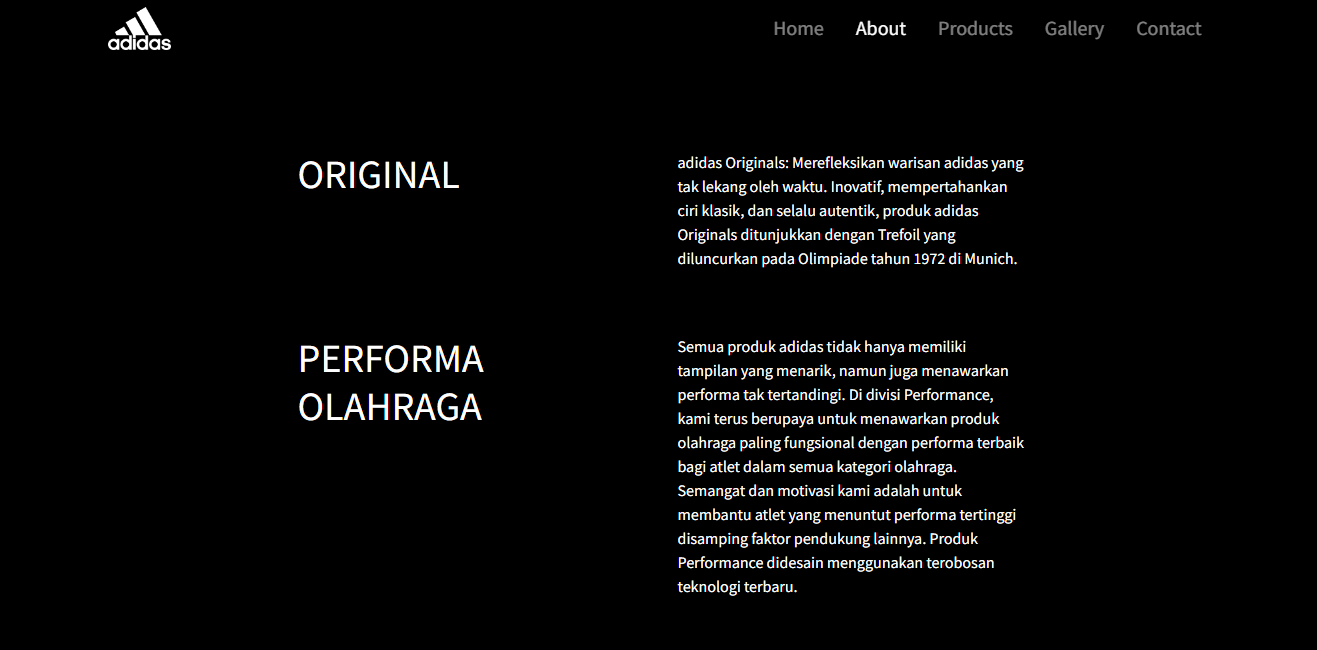 adidas
Home About Products Gallery Contact
ORIGINAL
adidas Originals: Merefleksikan warisan adidas yang
tak lekang oleh waktu. Inovatif, mempertahankan
ciri klasik, dan selalu autentik, produk adidas
Originals ditunjukkan dengan Trefoil yang
diluncurkan pada Olimpiade tahun 1972 di Munich.
PERFORMA
OLAHRAGA
Semua produk adidas tidak hanya memiliki
tampilan yang menarik, namun juga menawarkan
performa tak tertandingi. Di divisi Performance,
kami terus berupaya untuk menawarkan produk
olahraga paling fungsional dengan performa terbaik
bagi atlet dalam semua kategori olahraga.
Semangat dan motivasi kami adalah untuk
membantu atlet yang menuntut performa tertinggi
disamping faktor pendukung lainnya. Produk
Performance didesain menggunakan terobosan
teknologi terbaru.